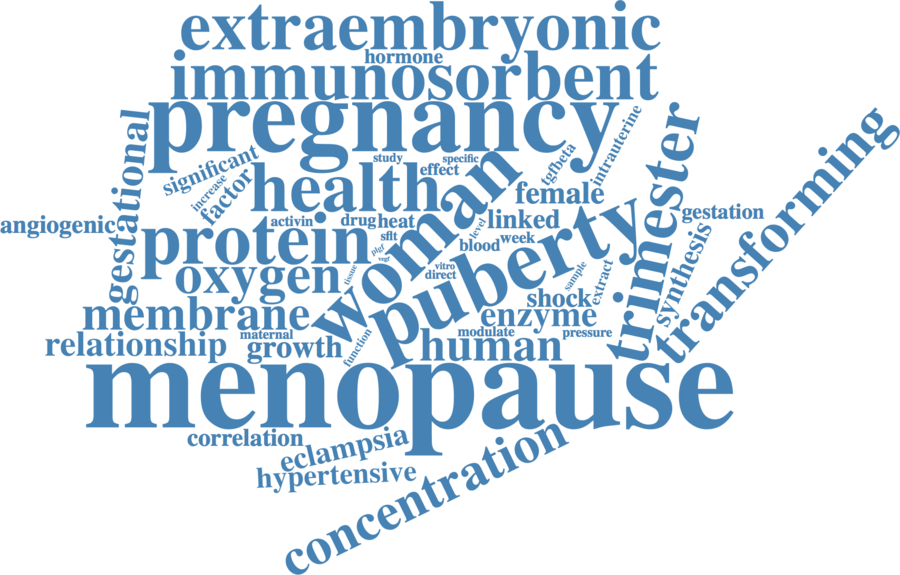 extraembryonic
hormone
immunosorbent
pregnancy
intrauterine
trimester
transforming
gestational
significant
study
specific
effect
tgfbeta
increase
factor
health
woman
female
angiogenic
activin
drug
heat
level
linked
gestation
protein
sflt
blood
week
puberty
synthesis
plgf
vegf
oxygen
tissue
vitro
direct
sample
extract
membrane
shock
enzyme
relationship
maternal
growth
function
modulate
pressure
human
menopause
correlation
eclampsia
hypertensive
concentration